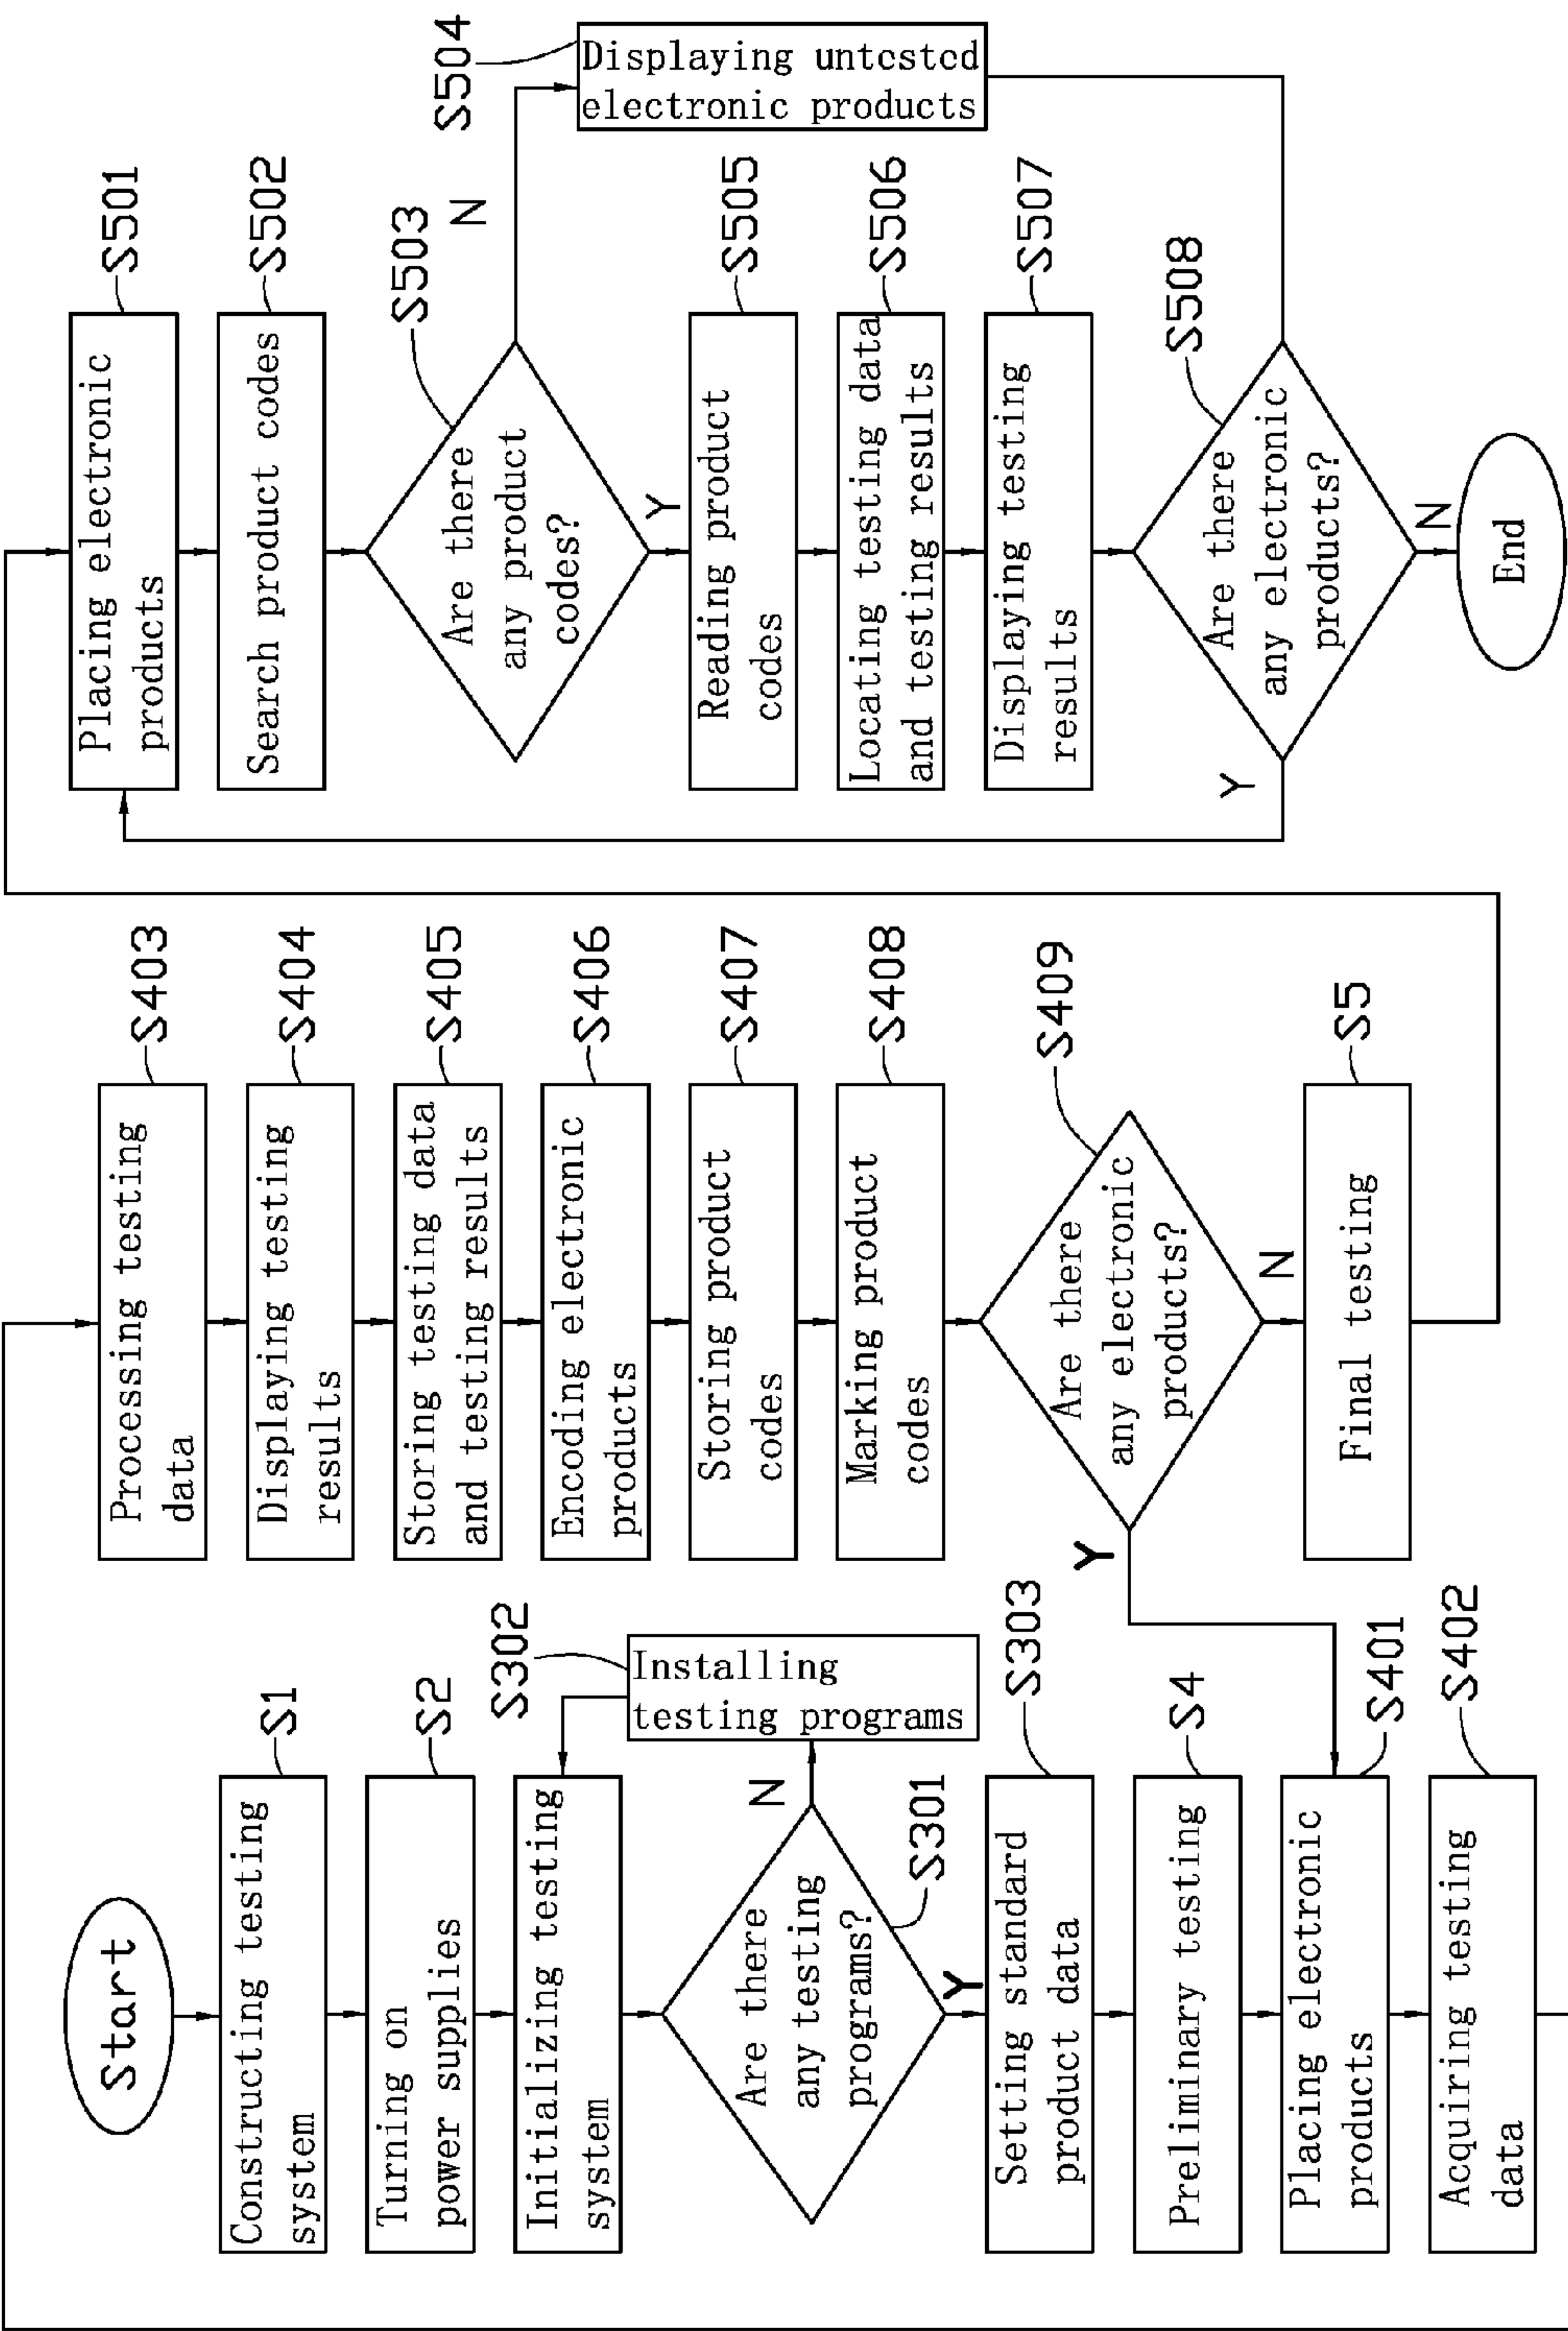 Start
Constructing testing
system
S1
Turning on
power supplies
S2
Initializing testing
system
S302
Installing
testing programs
Are there
any testing
programs?
N
S301
Y
Setting standard
product data
S303
Preliminary testing
S4
Placing electronic
products
S401
Acquiring testing
data
S402
Processing testing
data
S403
Displaying testing
results
S404
Storing testing data
and testing results
S405
Encoding electronic
products
S406
Storing product
codes
S407
Marking product
codes
S408
Are there
any electronic
products?
S409
Y
N
Final testing
S5
Placing electronic
products
S501
Search product codes
S502
Are there
any product
codes?
S503
N
S504
Displaying untested
electronic products
Y
Reading product
codes
S505
Locating testing data
and testing results
S506
Displaying testing
results
S507
Are there
any electronic
products?
S508
Y
N
End